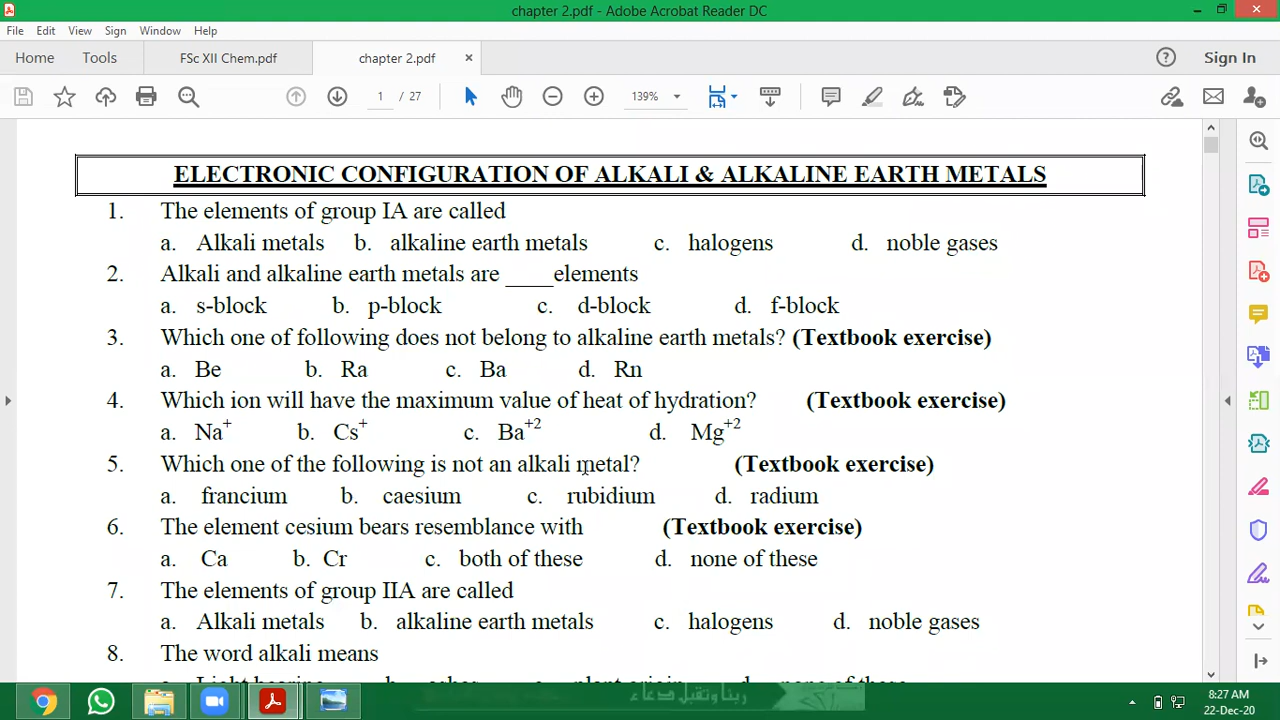 chapter 2.pdf - Adobe Acrobat Reader DC
File Edit View Sign Window Help
Home Tools FSc XII Chem.pdf chapter 2.pdf × Sign In
1 / 27 139%
ELECTRONIC CONFIGURATION OF ALKALI & ALKALINE EARTH METALS
1. The elements of group IA are called
a. Alkali metals b. alkaline earth metals c. halogens d. noble gases
2. Alkali and alkaline earth metals are ____elements
a. s-block b. p-block c. d-block d. f-block
3. Which one of following does not belong to alkaline earth metals? (Textbook exercise)
a. Be b. Ra c. Ba d. Rn
4. Which ion will have the maximum value of heat of hydration? (Textbook exercise)
a. Na⁺ b. Cs⁺ c. Ba⁺² d. Mg⁺²
5. Which one of the following is not an alkali metal? (Textbook exercise)
a. francium b. caesium c. rubidium d. radium
6. The element cesium bears resemblance with (Textbook exercise)
a. Ca b. Cr c. both of these d. none of these
7. The elements of group IIA are called
a. Alkali metals b. alkaline earth metals c. halogens d. noble gases
8. The word alkali means
ربنا وتقبل دعاء
8:27 AM
22-Dec-20